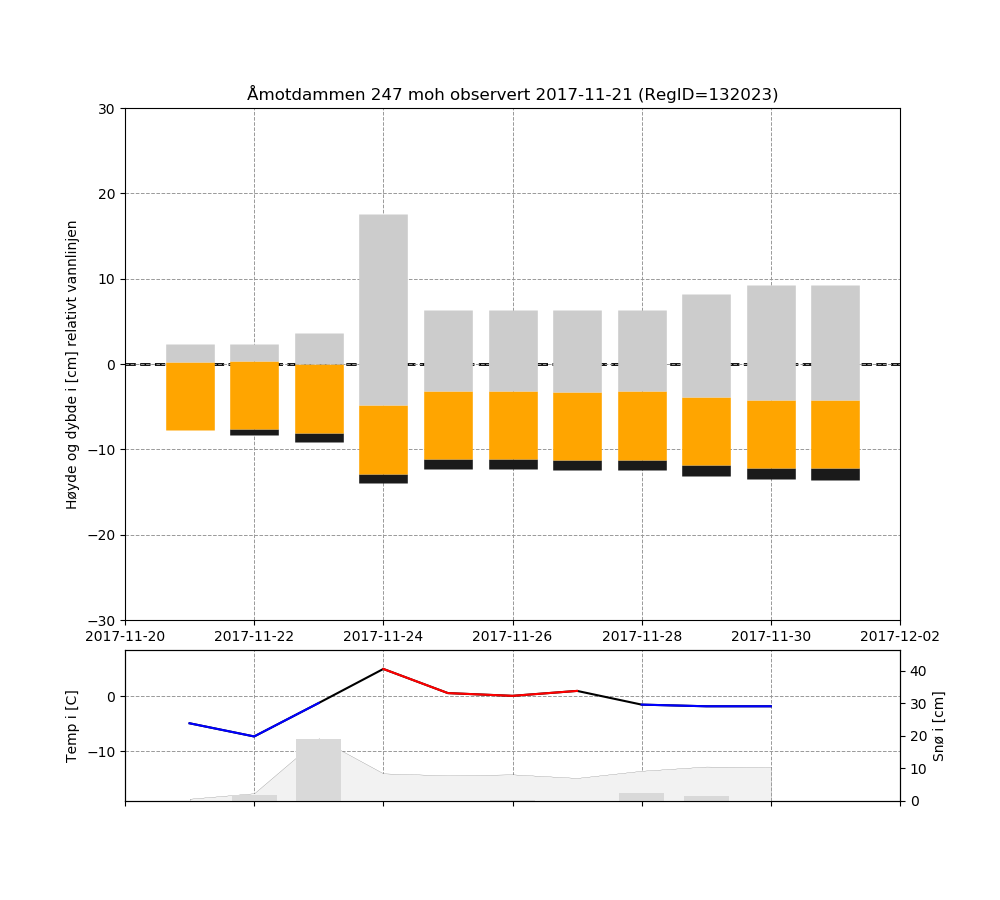 Åmotdammen 247 moh observert 2017-11-21 (RegID=132023)
Høyde og dybde i [cm] relativt vannlinjen
30
20
10
0
−10
−20
−30
2017-11-20 2017-11-22 2017-11-24 2017-11-26 2017-11-28 2017-11-30 2017-12-02
Temp i [C]
0
−10
40
30
20
10
0
Snø i [cm]